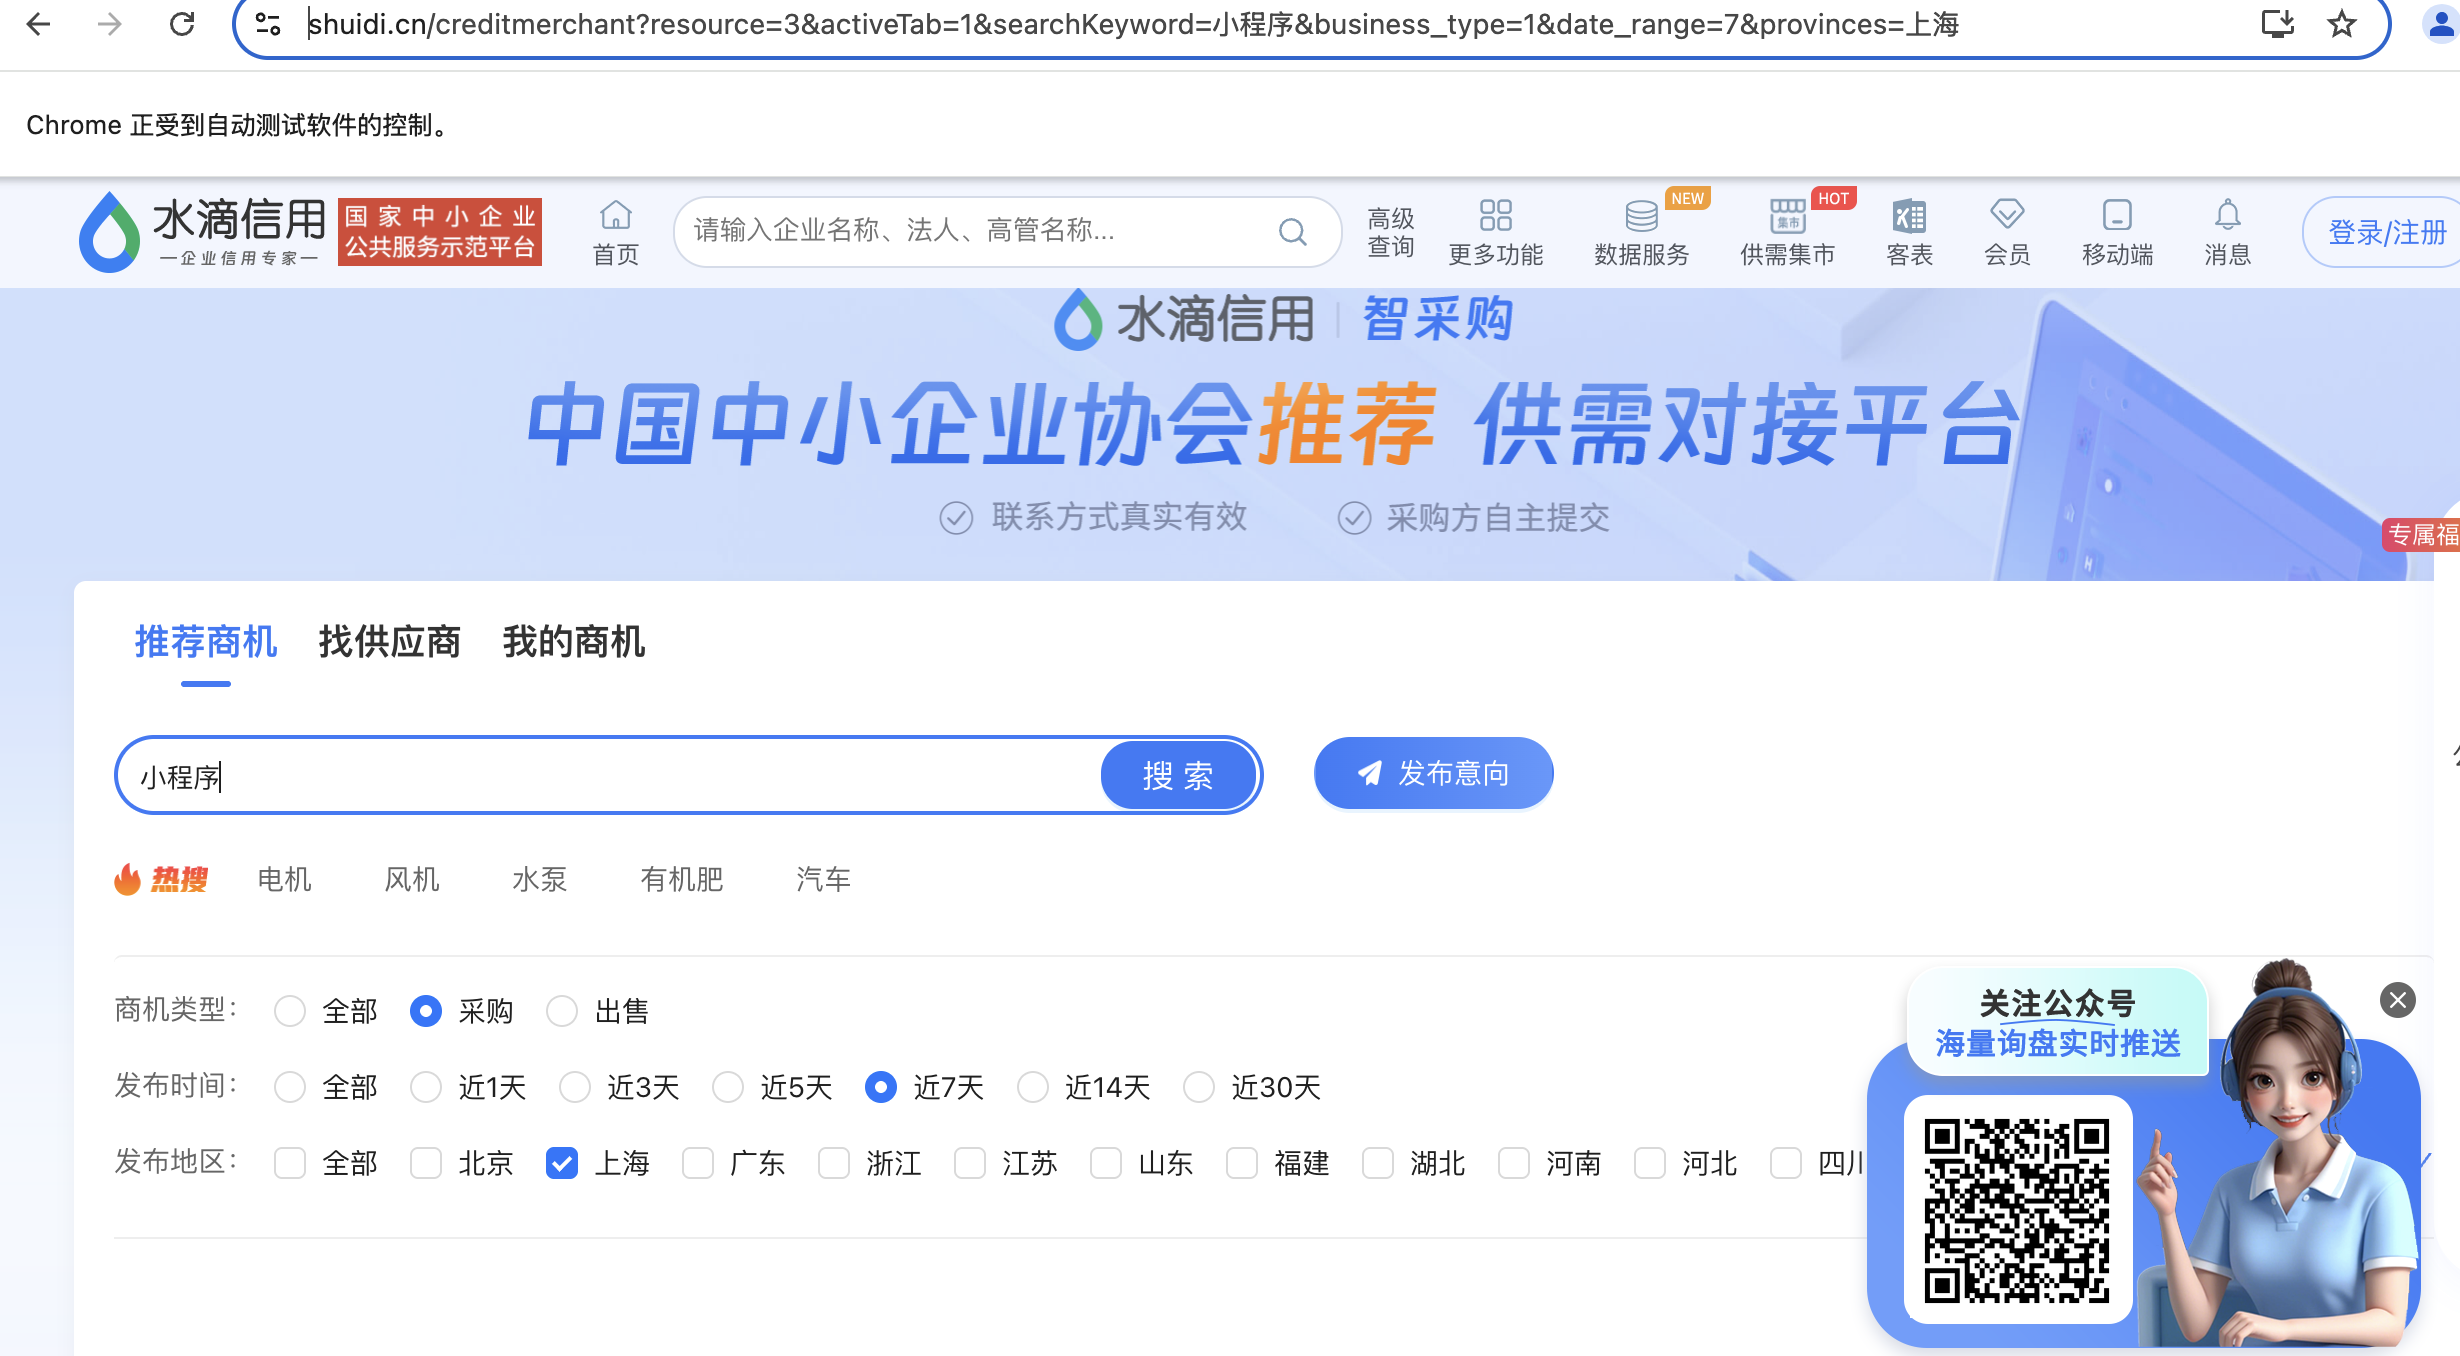 shuidi.cn/creditmerchant?resource=3&activeTab=1&searchKeyword=小程序&business_type=1&date_range=7&provinces=上海
Chrome 正受到自动测试软件的控制。
水滴信用
企业信用专家
国家中小企业
公共服务示范平台
首页
请输入企业名称、法人、高管名称...
高级
查询
更多功能
NEW
数据服务
HOT
集市
供需集市
客表
会员
移动端
消息
登录/注册
水滴信用 | 智采购
中国中小企业协会推荐 供需对接平台
联系方式真实有效 采购方自主提交
专属福
推荐商机 找供应商 我的商机
小程序
搜索
发布意向
热搜 电机 风机 水泵 有机肥 汽车
商机类型： 全部 采购 出售
发布时间： 全部 近1天 近3天 近5天 近7天 近14天 近30天
发布地区： 全部 北京 上海 广东 浙江 江苏 山东 福建 湖北 河南 河北 四川
关注公众号
海量询盘实时推送